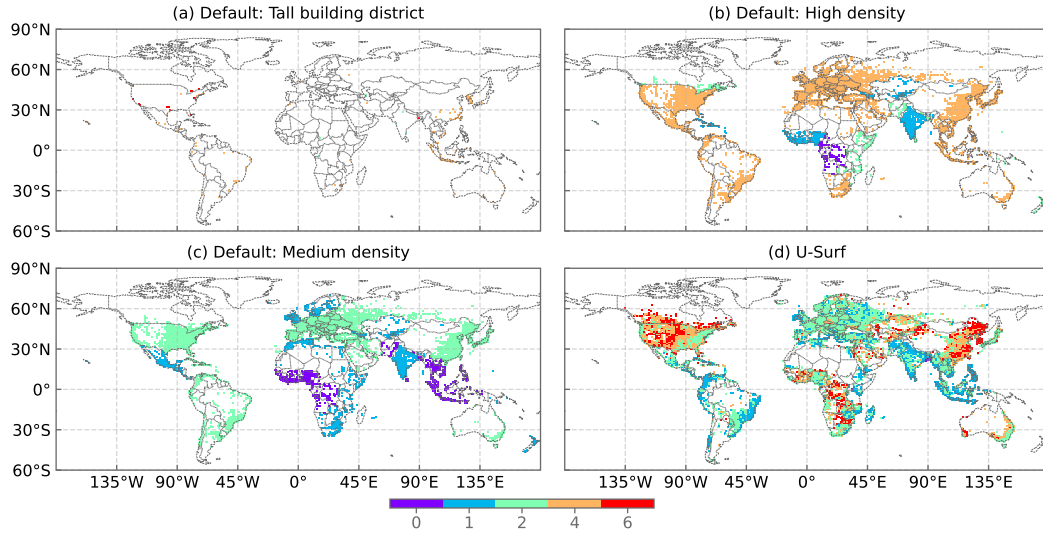 (a) Default: Tall building district
(b) Default: High density
90°N
60°N
30°N
0°
30°S
60°S
(c) Default: Medium density
(d) U-Surf
90°N
60°N
30°N
0°
30°S
60°S
135°W 90°W 45°W 0° 45°E 90°E 135°E
135°W 90°W 45°W 0° 45°E 90°E 135°E
0 1 2 4 6